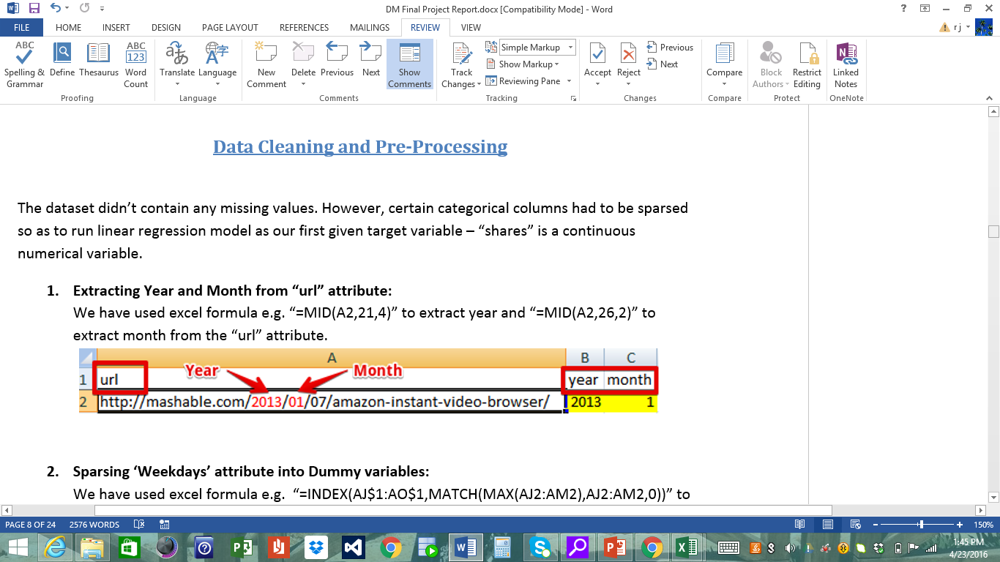 DM Final Project Report.docx [Compatibility Mode] - Word
FILE HOME INSERT DESIGN PAGE LAYOUT REFERENCES MAILINGS REVIEW VIEW r j
ABC ABC 123 Simple Markup Previous
Show Markup Next
Reviewing Pane
Spelling & Grammar Define Thesaurus Word Count Translate Language New Comment Delete Previous Next Show Comments Track Changes Accept Reject Compare Block Authors Restrict Editing Linked Notes
Proofing Language Comments Tracking Changes Compare Protect OneNote
Data Cleaning and Pre-Processing
The dataset didn’t contain any missing values. However, certain categorical columns had to be sparsed
so as to run linear regression model as our first given target variable – “shares” is a continuous
numerical variable.
1. Extracting Year and Month from “url” attribute:
We have used excel formula e.g. “=MID(A2,21,4)” to extract year and “=MID(A2,26,2)” to
extract month from the “url” attribute.
A B C
Year Month
1 url year month
2 http://mashable.com/2013/01/07/amazon-instant-video-browser/ 2013 1
2. Sparsing ‘Weekdays’ attribute into Dummy variables:
We have used excel formula e.g. “=INDEX(AJ$1:AO$1,MATCH(MAX(AJ2:AM2),AJ2:AM2,0))” to
PAGE 8 OF 24 2576 WORDS 150%
1:45 PM
4/23/2016